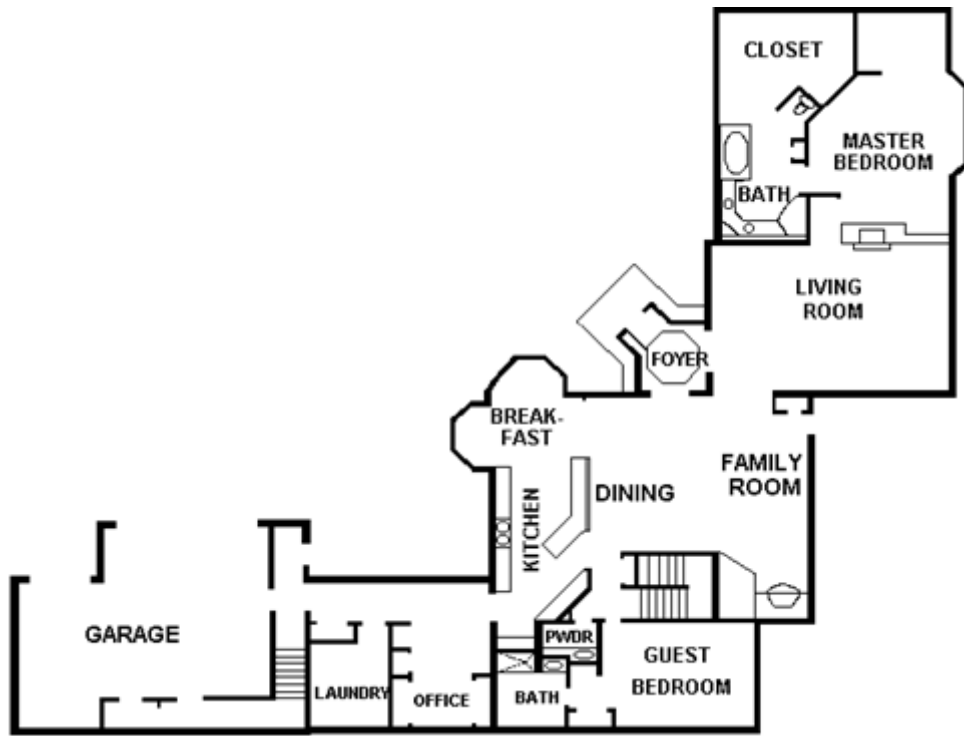 CLOSET
MASTER
BEDROOM
BATH
LIVING
ROOM
FOYER
BREAK-
FAST
FAMILY
ROOM
DINING
KITCHEN
GARAGE
PWDR
GUEST
BEDROOM
LAUNDRY
OFFICE
BATH